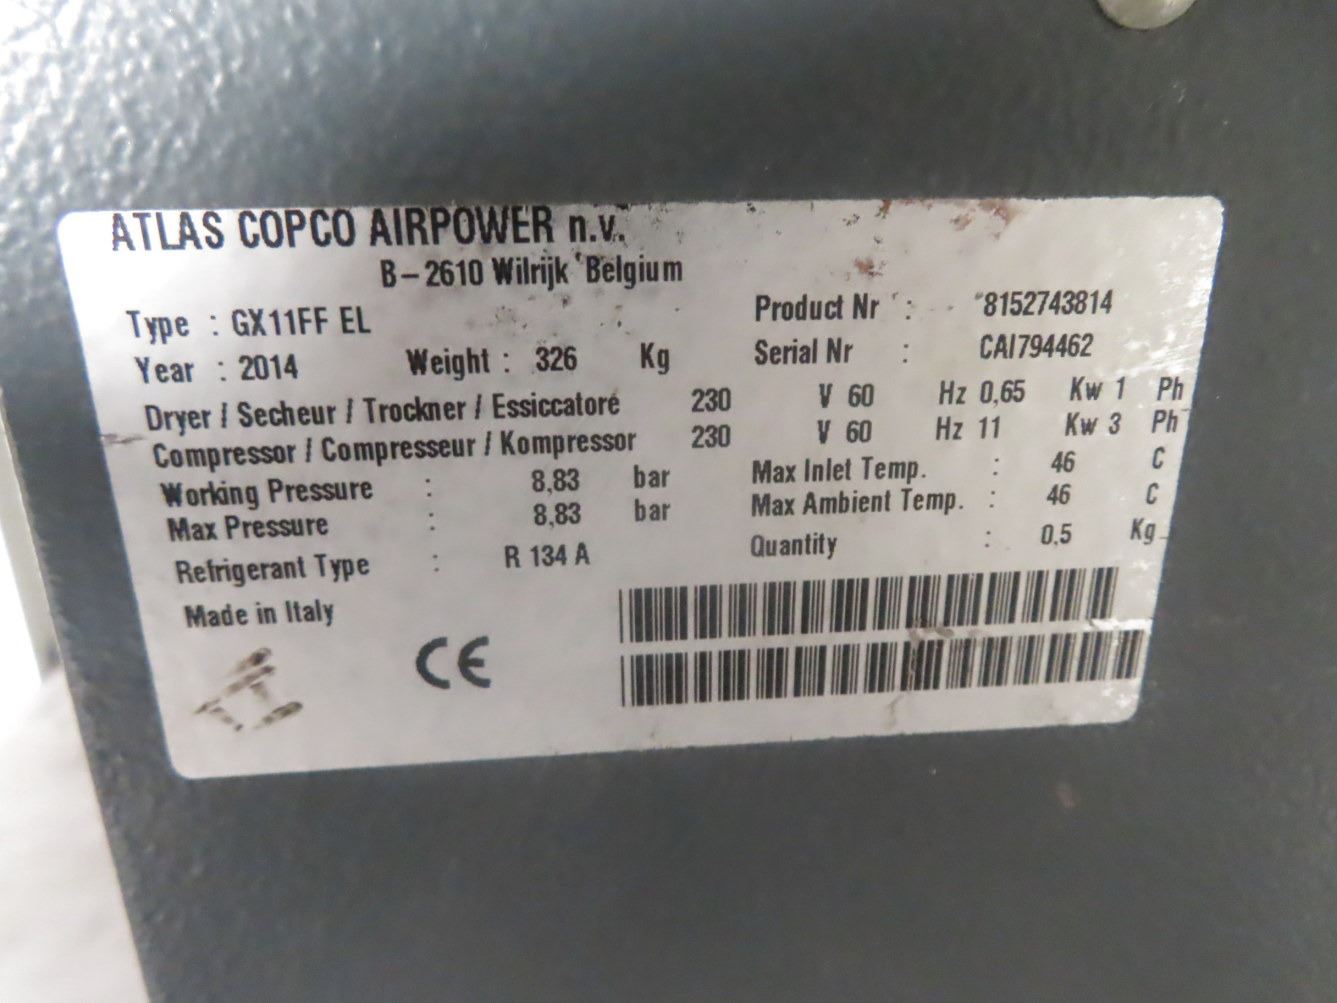 ATLAS COPCO AIRPOWER n.v.
B-2610 Wilrijk Belgium
Type : GX11FF EL
Product Nr : 8152743814
Year : 2014 Weight : 326 Kg
Serial Nr : CAI794462
Dryer / Secheur / Trockner / Essiccatore 230 V 60 Hz 0,65 Kw 1 Ph
Compressor / Compresseur / Kompressor 230 V 60 Hz 11 Kw 3 Ph
Working Pressure : 8,83 bar Max Inlet Temp. : 46 C
Max Pressure : 8,83 bar Max Ambient Temp. : 46 C
Refrigerant Type : R 134 A Quantity : 0,5 Kg
Made in Italy
CE